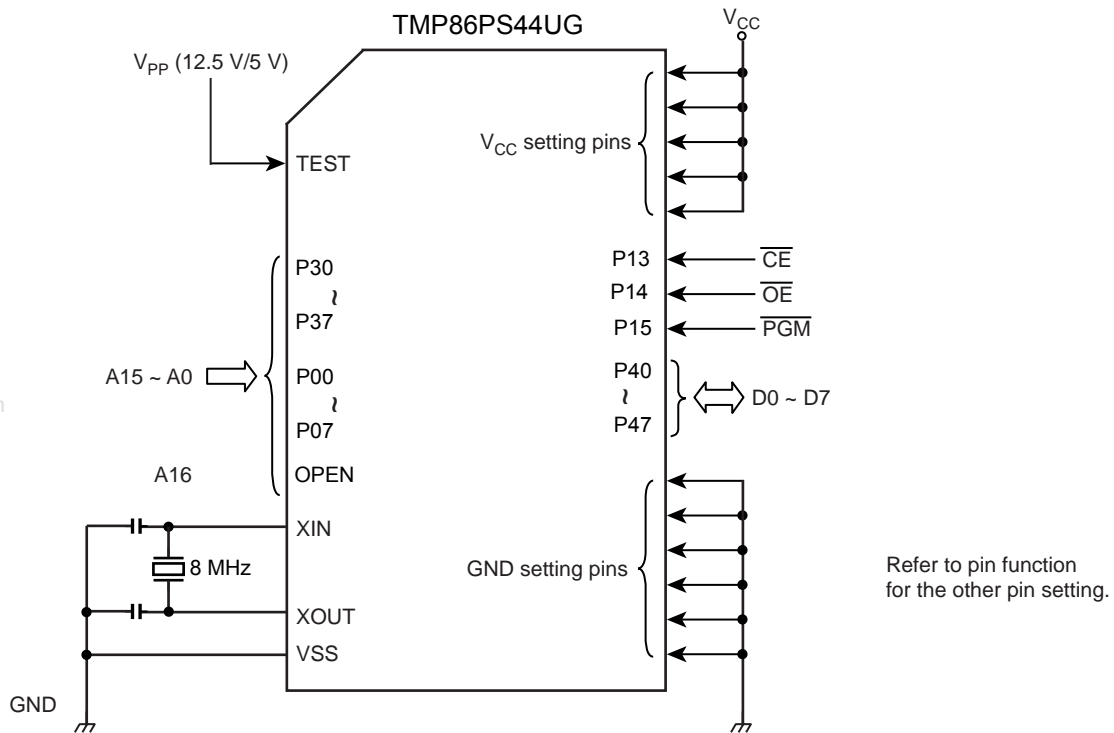 TMP86PS44UG
VCC
VPP (12.5 V/5 V)
VCC setting pins
TEST
P13
CE
P30
~
P37
P14
OE
P15
PGM
A15 ~ A0
P00
~
P07
P40
~
P47
D0 ~ D7
A16
OPEN
XIN
8 MHz
GND setting pins
Refer to pin function
for the other pin setting.
XOUT
VSS
GND